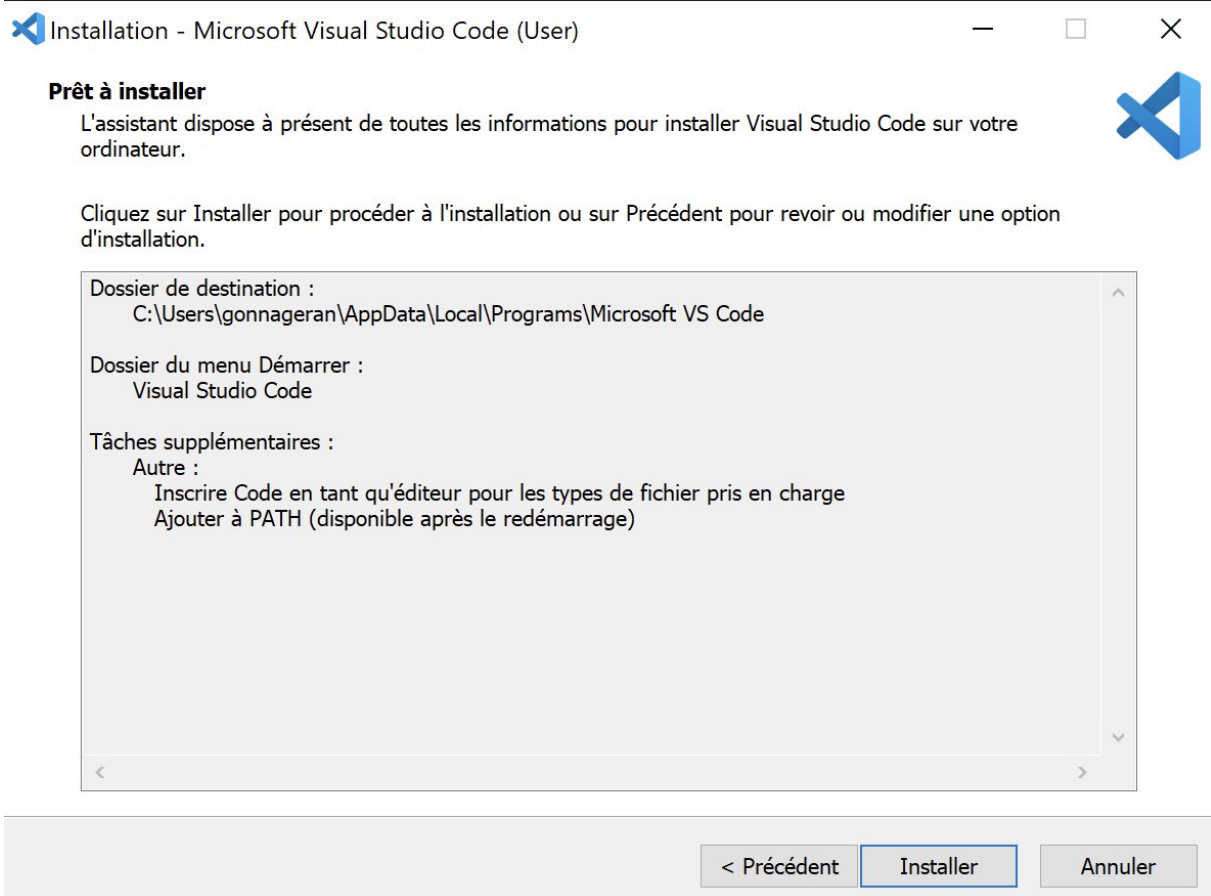 Installation - Microsoft Visual Studio Code (User)
Prêt à installer
L'assistant dispose à présent de toutes les informations pour installer Visual Studio Code sur votre
ordinateur.
Cliquez sur Installer pour procéder à l'installation ou sur Précédent pour revoir ou modifier une option
d'installation.
Dossier de destination :
C:\Users\gonnageran\AppData\Local\Programs\Microsoft VS Code
Dossier du menu Démarrer :
Visual Studio Code
Tâches supplémentaires :
Autre :
Inscrire Code en tant qu'éditeur pour les types de fichier pris en charge
Ajouter à PATH (disponible après le redémarrage)
< Précédent Installer Annuler